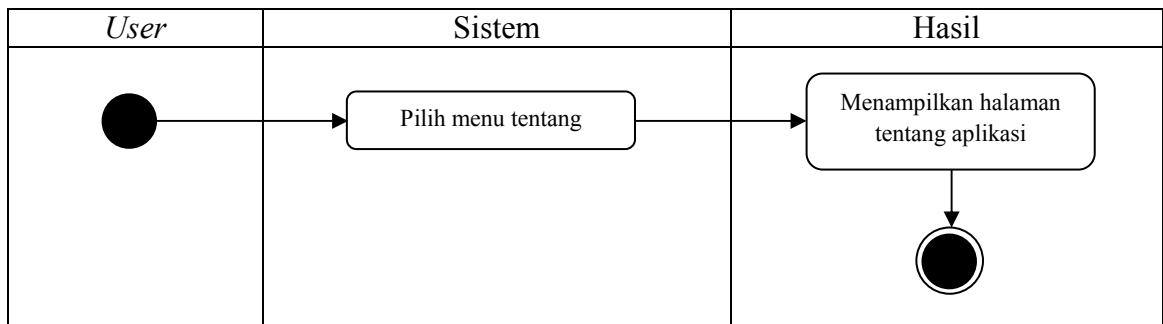 User
Sistem
Hasil
Pilih menu tentang
Menampilkan halaman
tentang aplikasi